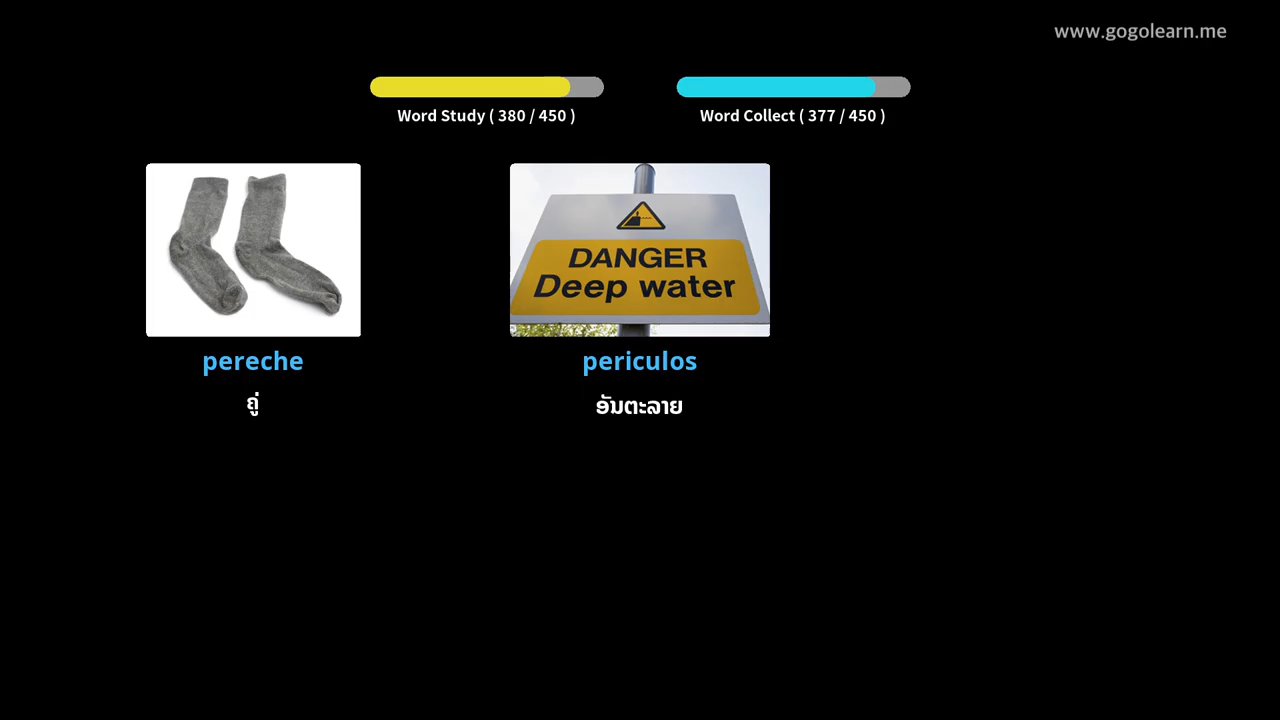 www.gogolearn.me
Word Study ( 380 / 450 )
Word Collect ( 377 / 450 )
DANGER
Deep water
pereche
periculos
ຄູ່
ອັນຕະລາຍ